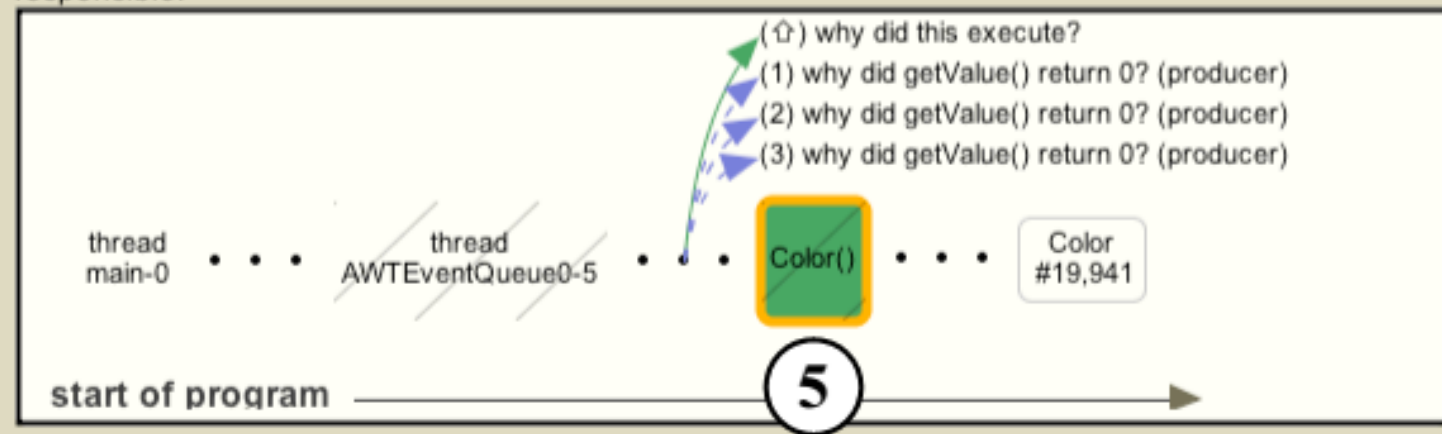 (⇧) why did this execute?
(1) why did getValue() return 0? (producer)
(2) why did getValue() return 0? (producer)
(3) why did getValue() return 0? (producer)
thread
main-0
thread
AWTEventQueue0-5
Color()
Color
#19,941
5
start of program